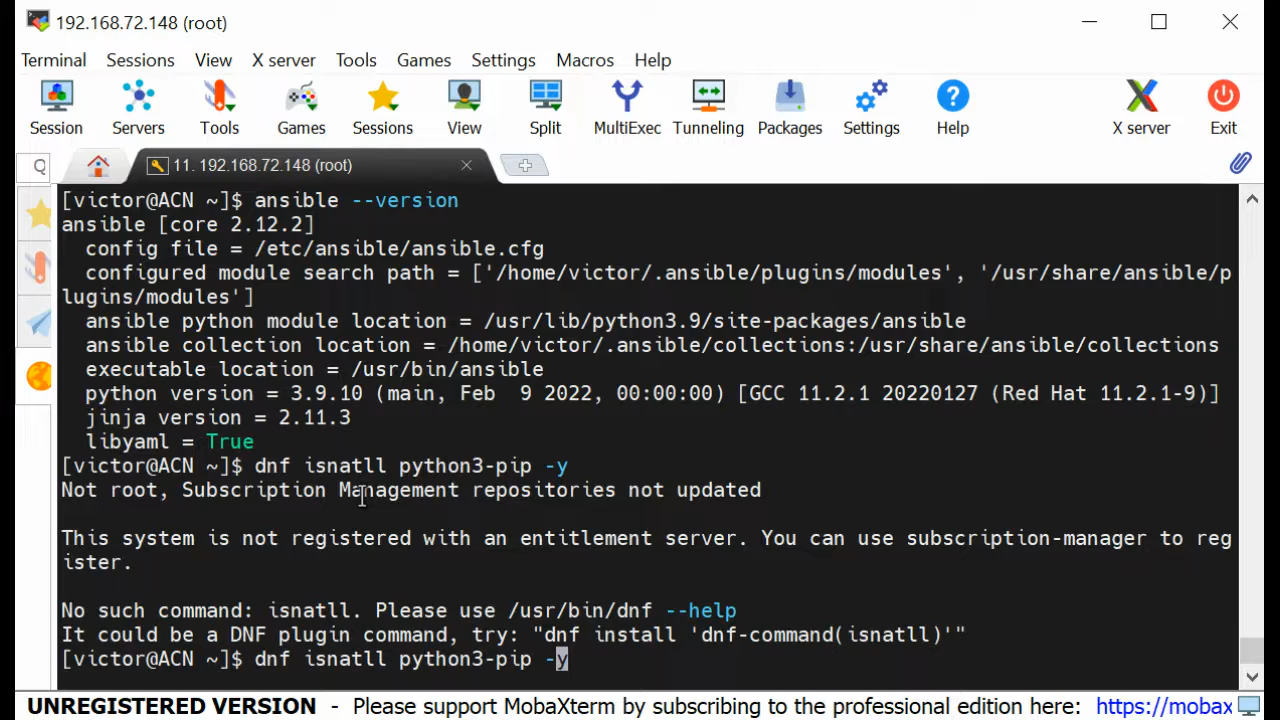 192.168.72.148 (root)
Terminal Sessions View X server Tools Games Settings Macros Help
Session Servers Tools Games Sessions View Split MultiExec Tunneling Packages Settings Help X server Exit
Q 11. 192.168.72.148 (root)
[victor@ACN ~]$ ansible --version
ansible [core 2.12.2]
config file = /etc/ansible/ansible.cfg
configured module search path = ['/home/victor/.ansible/plugins/modules', '/usr/share/ansible/p
lugins/modules']
ansible python module location = /usr/lib/python3.9/site-packages/ansible
ansible collection location = /home/victor/.ansible/collections:/usr/share/ansible/collections
executable location = /usr/bin/ansible
python version = 3.9.10 (main, Feb  9 2022, 00:00:00) [GCC 11.2.1 20220127 (Red Hat 11.2.1-9)]
jinja version = 2.11.3
libyaml = True
[victor@ACN ~]$ dnf isnatll python3-pip -y
Not root, Subscription Management repositories not updated
This system is not registered with an entitlement server. You can use subscription-manager to reg
ister.
No such command: isnatll. Please use /usr/bin/dnf --help
It could be a DNF plugin command, try: "dnf install 'dnf-command(isnatll)'"
[victor@ACN ~]$ dnf isnatll python3-pip -y
UNREGISTERED VERSION - Please support MobaXterm by subscribing to the professional edition here: https://mobax